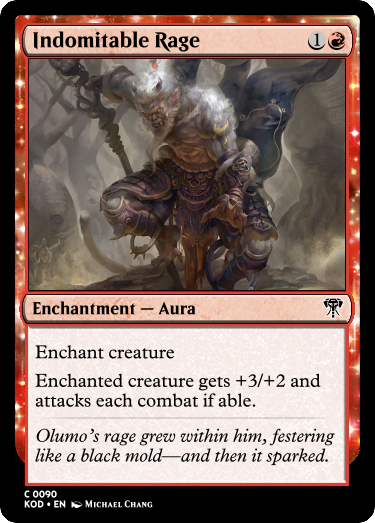 Indomitable Rage 1
Enchantment — Aura
Enchant creature
Enchanted creature gets +3/+2 and
attacks each combat if able.
Olumo’s rage grew within him, festering
like a black mold—and then it sparked.
C 0090
KOD • EN Michael Chang